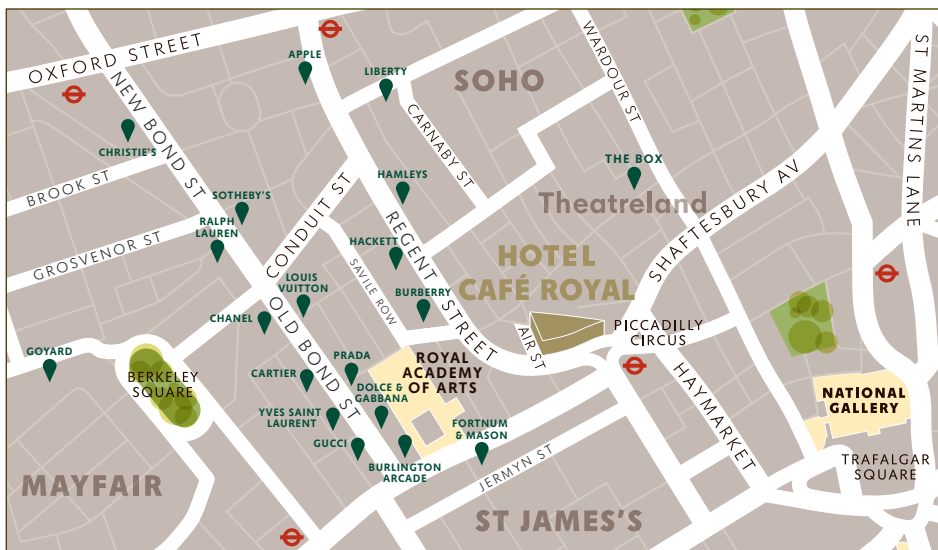 OXFORD STREET
APPLE
LIBERTY
SOHO
WARDOUR ST
ST MARTINS LANE
NEW BOND ST
CHRISTIE'S
CARNABY ST
BROOK ST
SOTHEBY'S
RALPH
LAUREN
CONDUIT ST
HAMLEYS
THE BOX
Theatreland
SHAFTESBURY AV
GROSVENOR ST
HACKETT
REGENT STREET
HOTEL
CAFÉ ROYAL
SAVILE ROW
LOUIS
VUITTON
BURBERRY
CHANEL
OLD BOND ST
AIR ST
PICCADILLY
CIRCUS
GOYARD
BERKELEY
SQUARE
CARTIER
PRADA
ROYAL
ACADEMY
OF ARTS
DOLCE &
GABBANA
HAYMARKET
NATIONAL
GALLERY
YVES SAINT
LAURENT
GUCCI
BURLINGTON
ARCADE
FORTNUM
& MASON
JERMYN ST
TRAFALGAR
SQUARE
MAYFAIR
ST JAMES'S